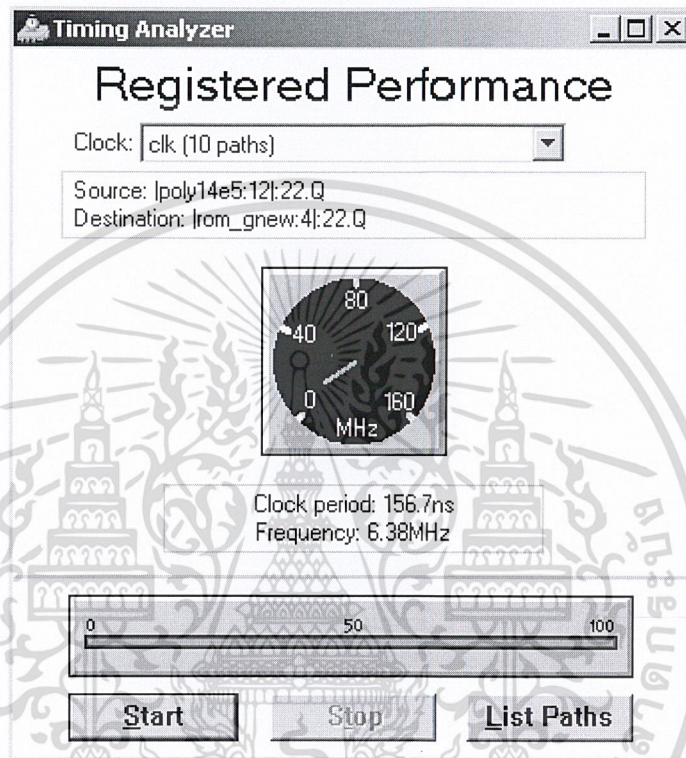 Timing Analyzer
Registered Performance
Clock: clk (10 paths)
Source: |poly14e5:12|:22.Q
Destination: |rom_gnew:4|:22.Q
80
40 120
0 160
MHz
Clock period: 156.7ns
Frequency: 6.38MHz
0 50 100
Start Stop List Paths